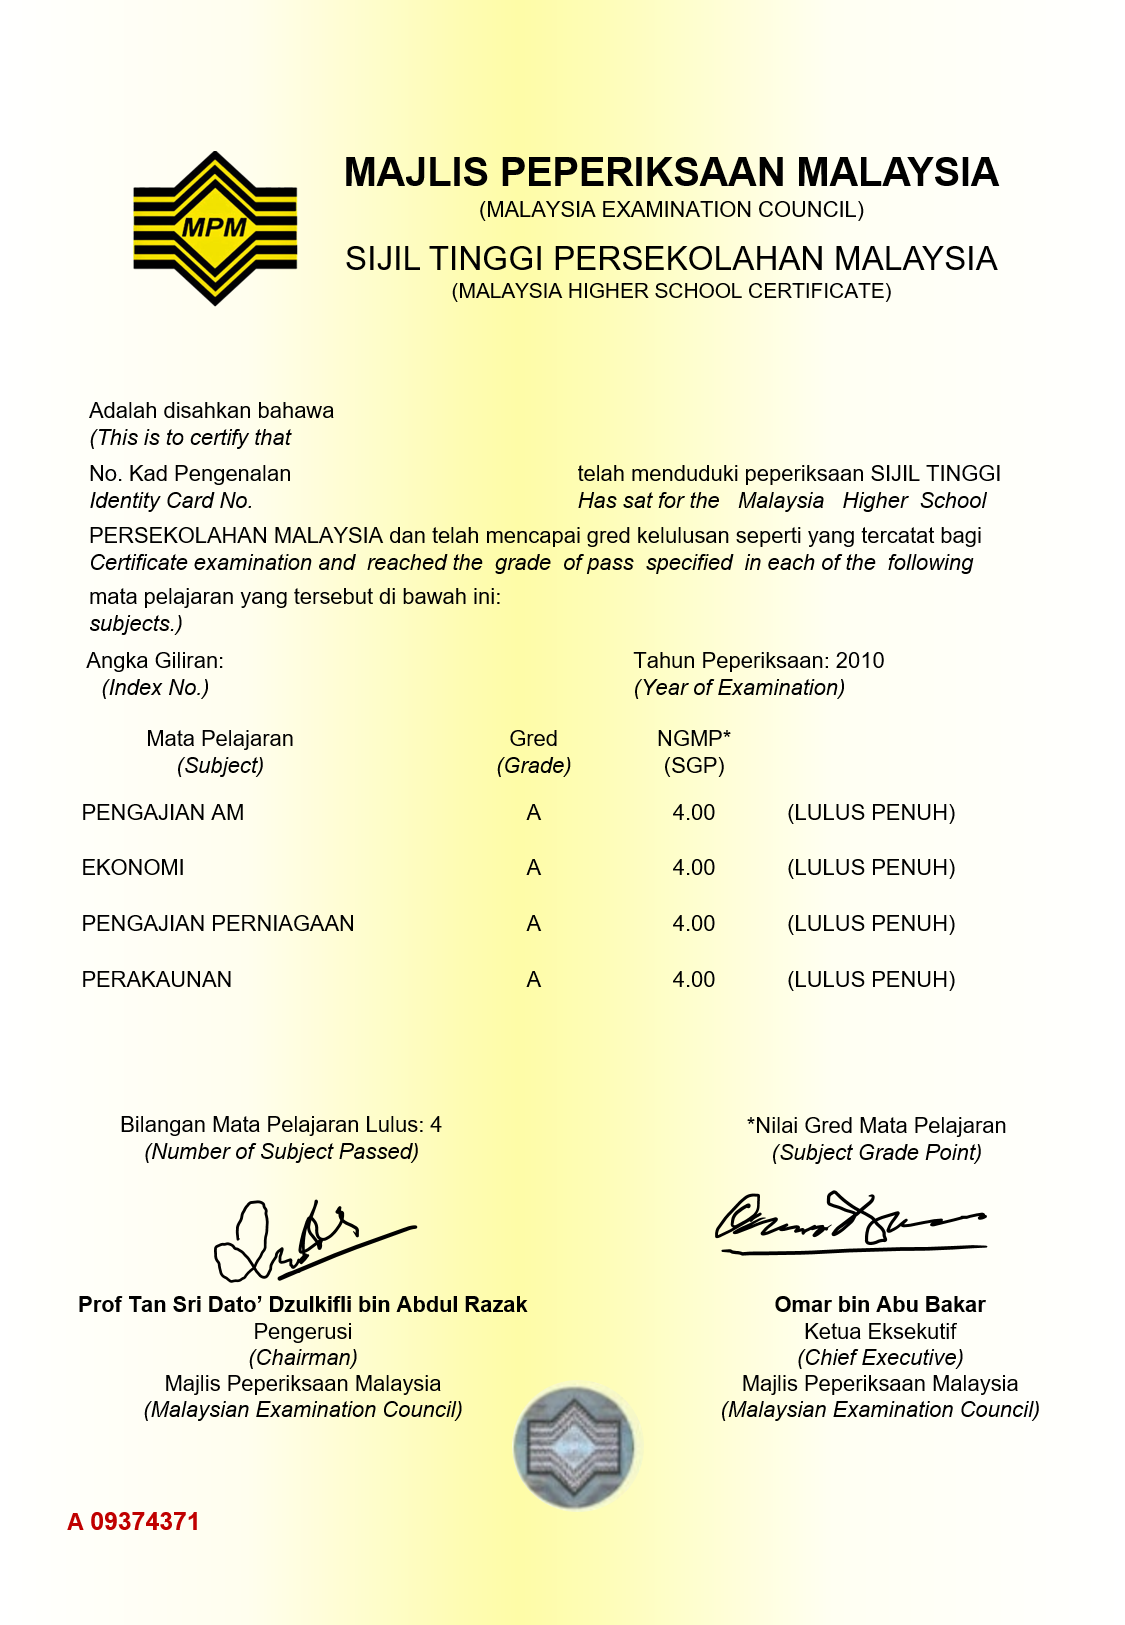 MPM
MAJLIS PEPERIKSAAN MALAYSIA
(MALAYSIA EXAMINATION COUNCIL)
SIJIL TINGGI PERSEKOLAHAN MALAYSIA
(MALAYSIA HIGHER SCHOOL CERTIFICATE)
Adalah disahkan bahawa
(This is to certify that
No. Kad Pengenalan telah menduduki peperiksaan SIJIL TINGGI
Identity Card No. Has sat for the Malaysia Higher School
PERSEKOLAHAN MALAYSIA dan telah mencapai gred kelulusan seperti yang tercatat bagi
Certificate examination and reached the grade of pass specified in each of the following
mata pelajaran yang tersebut di bawah ini:
subjects.)
Angka Giliran: Tahun Peperiksaan: 2010
(Index No.) (Year of Examination)
Mata Pelajaran Gred NGMP*
(Subject) (Grade) (SGP)
PENGAJIAN AM A 4.00 (LULUS PENUH)
EKONOMI A 4.00 (LULUS PENUH)
PENGAJIAN PERNIAGAAN A 4.00 (LULUS PENUH)
PERAKAUNAN A 4.00 (LULUS PENUH)
Bilangan Mata Pelajaran Lulus: 4 *Nilai Gred Mata Pelajaran
(Number of Subject Passed) (Subject Grade Point)
Prof Tan Sri Dato’ Dzulkifli bin Abdul Razak Omar bin Abu Bakar
Pengerusi Ketua Eksekutif
(Chairman) (Chief Executive)
Majlis Peperiksaan Malaysia Majlis Peperiksaan Malaysia
(Malaysian Examination Council) (Malaysian Examination Council)
A 09374371